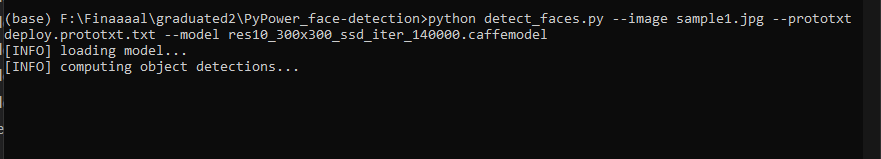 (base) F:\Finaaaal\graduated2\PyPower_face-detection>python detect_faces.py --image sample1.jpg --prototxt
deploy.prototxt.txt --model res10_300x300_ssd_iter_140000.caffemodel
[INFO] loading model...
[INFO] computing object detections...